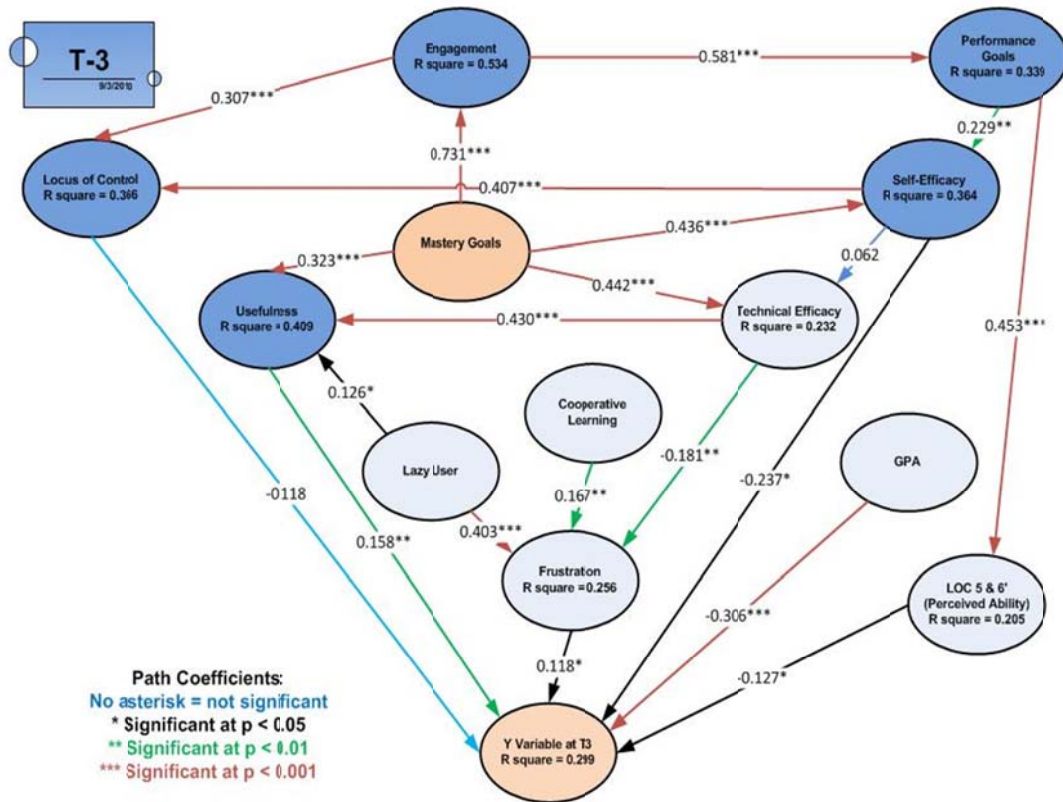 T-3
9/3/2010
Engagement
R square = 0.534
0.581***
Performance
Goals
R square = 0.339
0.307***
0.229**
0.731***
Locus of Control
R square = 0.366
0.407***
Self-Efficacy
R square = 0.364
0.436***
Mastery Goals
0.323***
0.062
0.442***
Usefulness
R square = 0.409
0.430***
Technical Efficacy
R square = 0.232
0.453***
0.126*
Cooperative
Learning
-0.181**
GPA
Lazy User
-0118
-0.237*
0.167**
0.403***
0.158**
Frustration
R square =0.256
LOC 5 & 6'
(Perceived Ability)
R square = 0.205
-0.306***
0.118*
-0.127*
Path Coefficients:
No asterisk = not significant
* Significant at p < 0.05
** Significant at p < 0.01
*** Significant at p < 0.001
Y Variable at T3
R square = 0.299